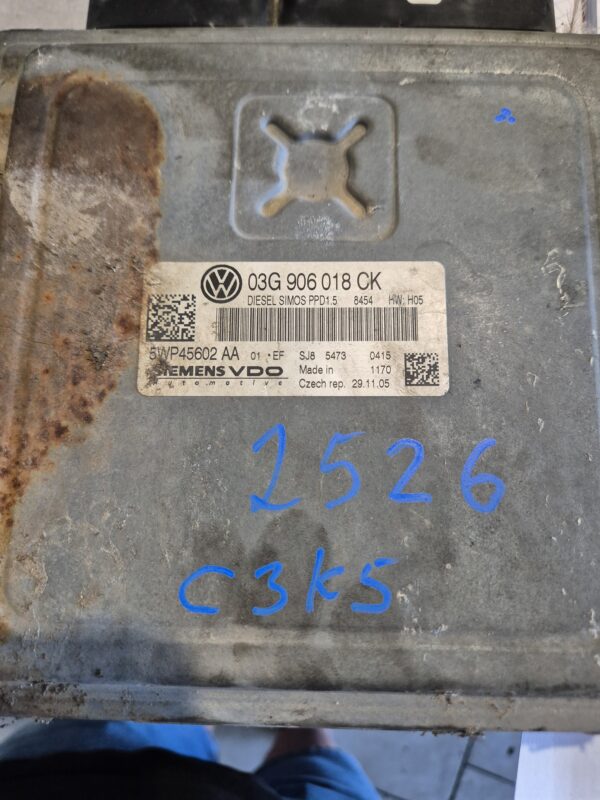 03G 906 018 CK
DIESEL SIMOS PPD1.5 8454 HW: H05
5WP45602 AA 01 *EF SJ8 5473 0415
SIEMENS VDO Made in 1170
Automotive Czech rep. 29.11.05
2526
C3K5